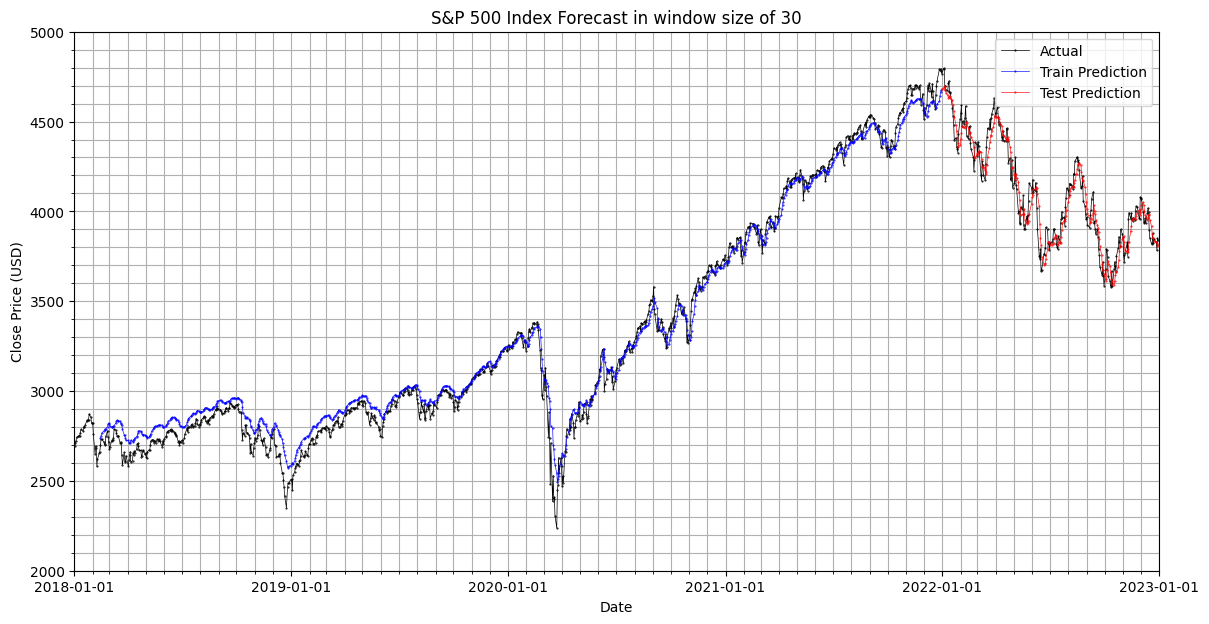 S&P 500 Index Forecast in window size of 30
5000
4500
4000
3500
3000
2500
2000
Close Price (USD)
Actual
Train Prediction
Test Prediction
2018-01-01
2019-01-01
2020-01-01
2021-01-01
2022-01-01
2023-01-01
Date